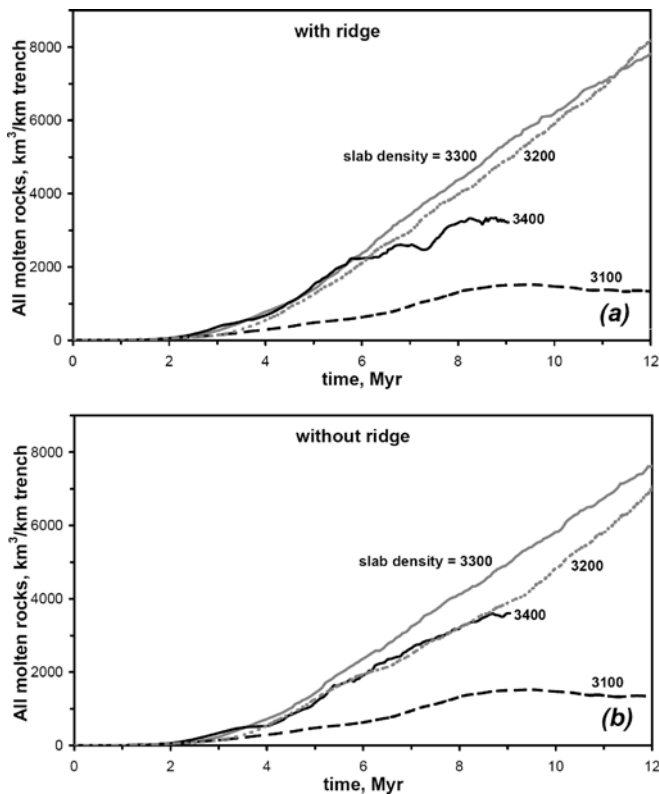 with ridge
8000
6000
4000
2000
0
All molten rocks, km³/km trench
slab density = 3300
3200
3400
3100
(a)
0 2 4 6 8 10 12
time, Myr
without ridge
8000
6000
4000
2000
0
All molten rocks, km³/km trench
slab density = 3300
3200
3400
3100
(b)
0 2 4 6 8 10 12
time, Myr